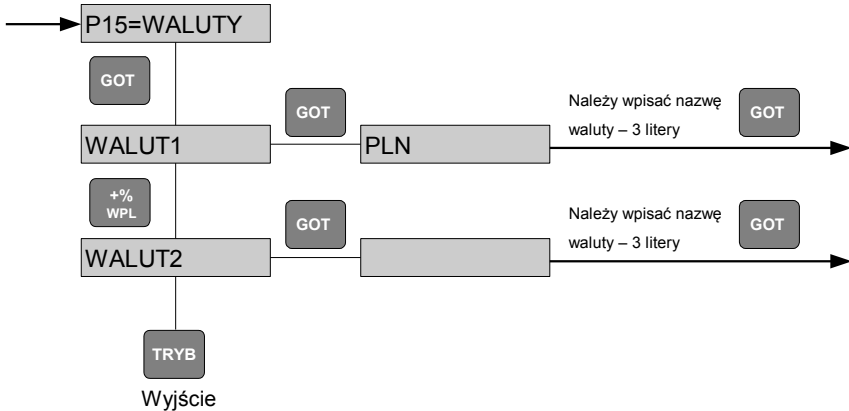 P15=WALUTY
GOT
WALUT1
GOT
PLN
Należy wpisać nazwę
waluty – 3 litery
GOT
+%
WPL
WALUT2
GOT
Należy wpisać nazwę
waluty – 3 litery
GOT
TRYB
Wyjście